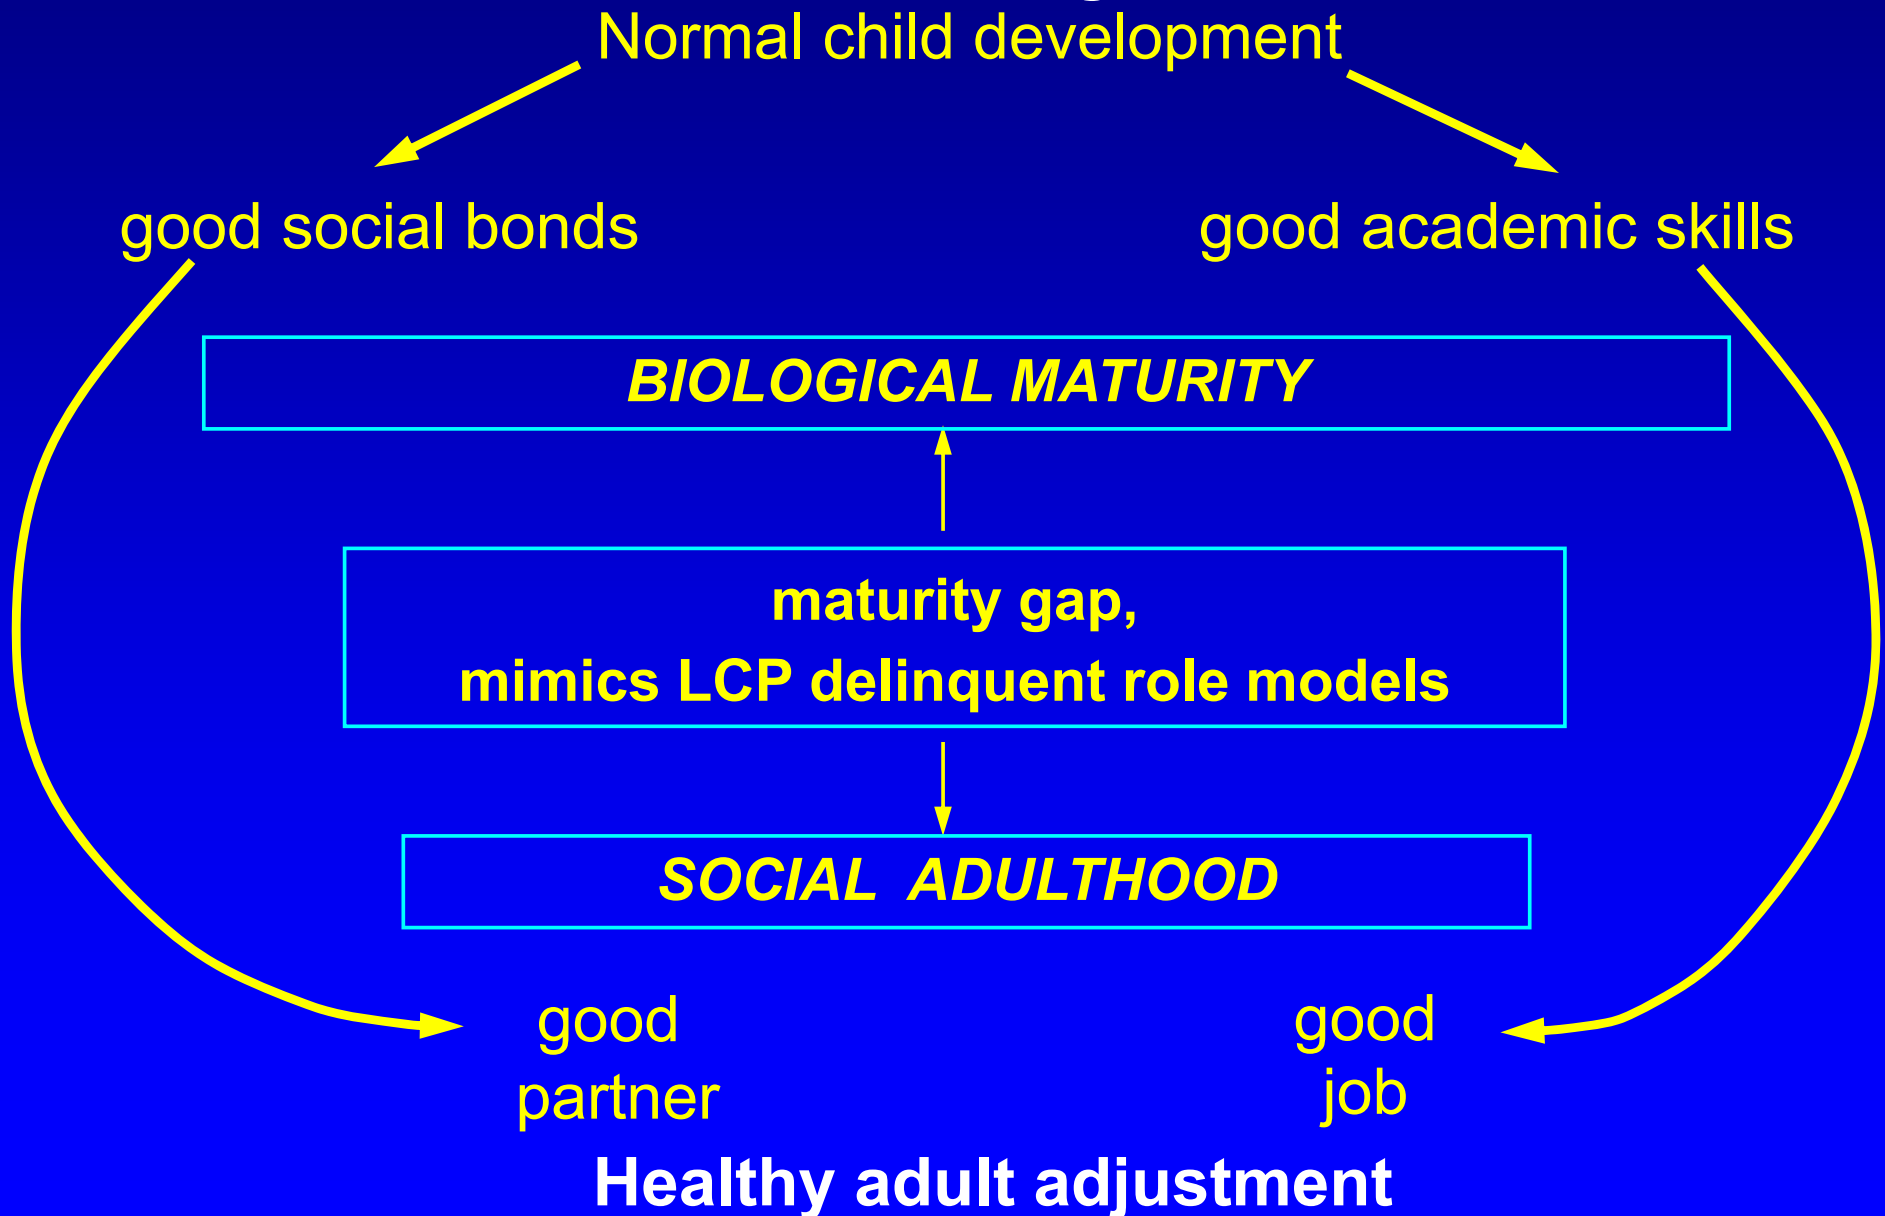 Normal child development
good social bonds
good academic skills
BIOLOGICAL MATURITY
maturity gap,
mimics LCP delinquent role models
SOCIAL ADULTHOOD
good
partner
good
job
Healthy adult adjustment